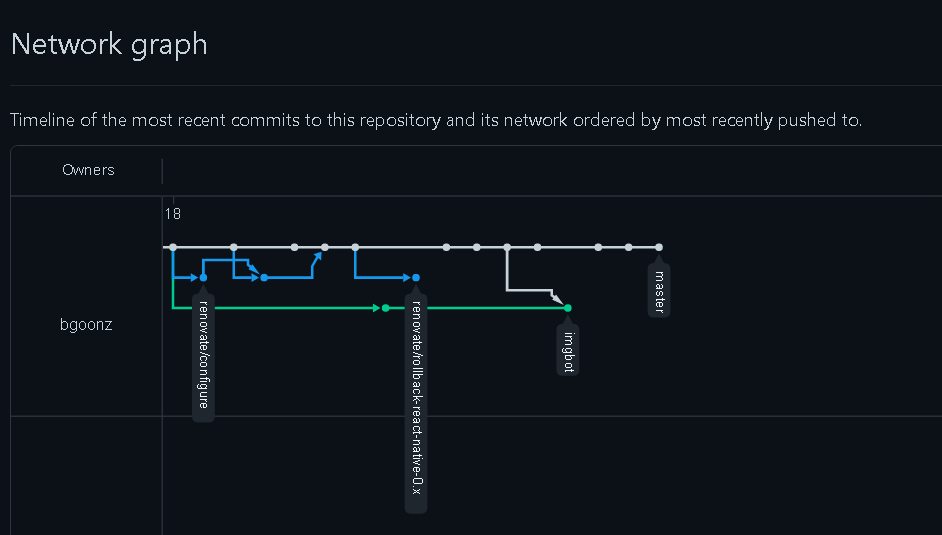 Network graph
Timeline of the most recent commits to this repository and its network ordered by most recently pushed to.
Owners
18
bgoonz
renovate/configure
renovate/rollback-react-native-0.x
imgbot
master